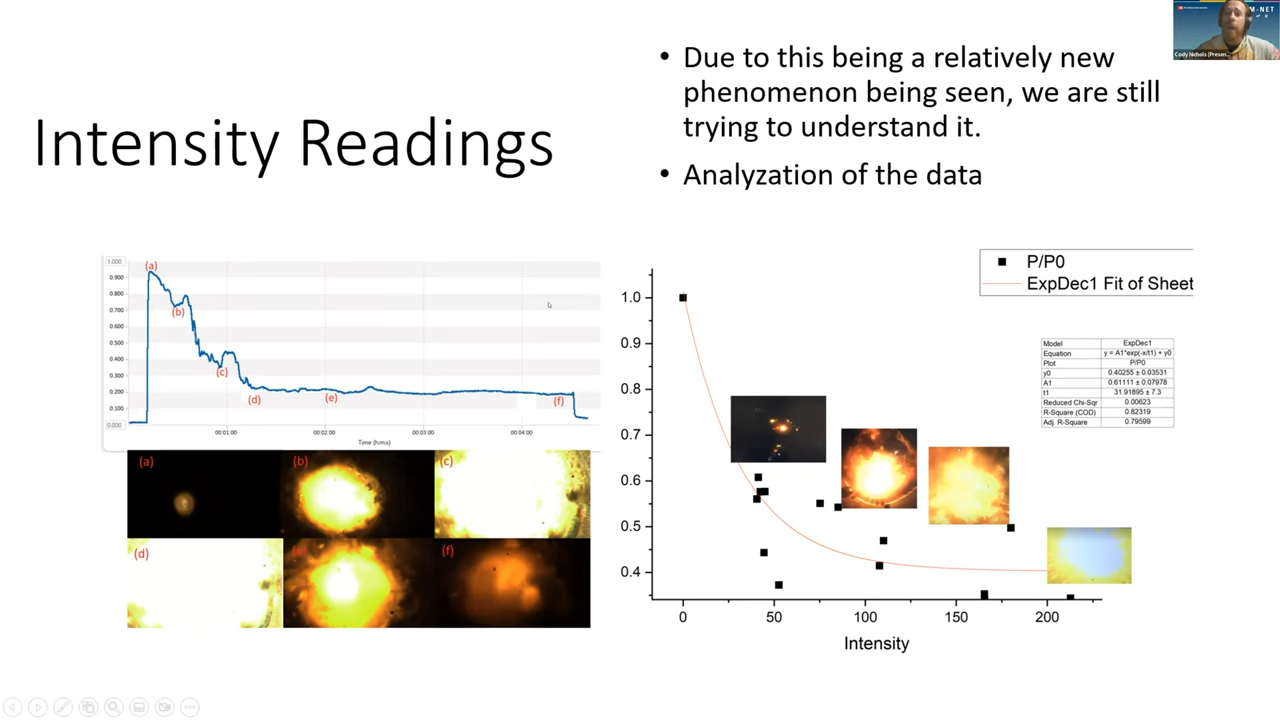 Intensity Readings
• Due to this being a relatively new
phenomenon being seen, we are still
trying to understand it.
• Analyzation of the data
M-NET
Cody Nichols (Presen...
1.000
0.900
0.800
0.700
0.600
0.500
0.400
0.300
0.200
0.100
0.000
(a)
(b)
(c)
(d)
(e)
(f)
00:01:00
00:02:00
00:03:00
00:04:00
Time (hms)
(a)
(b)
(c)
(d)
(f)
P/P0
ExpDec1 Fit of Sheet
Model ExpDec1
Equation y = A1*exp(-x/t1) + y0
Plot P/P0
y0 0.40255 ± 0.03531
A1 0.61111 ± 0.07978
t1 31.91895 ± 7.3
Reduced Chi-Sqr 0.00623
R-Square (COD) 0.82319
Adj. R-Square 0.79599
1.0
0.9
0.8
0.7
0.6
0.5
0.4
0
50
100
150
200
Intensity